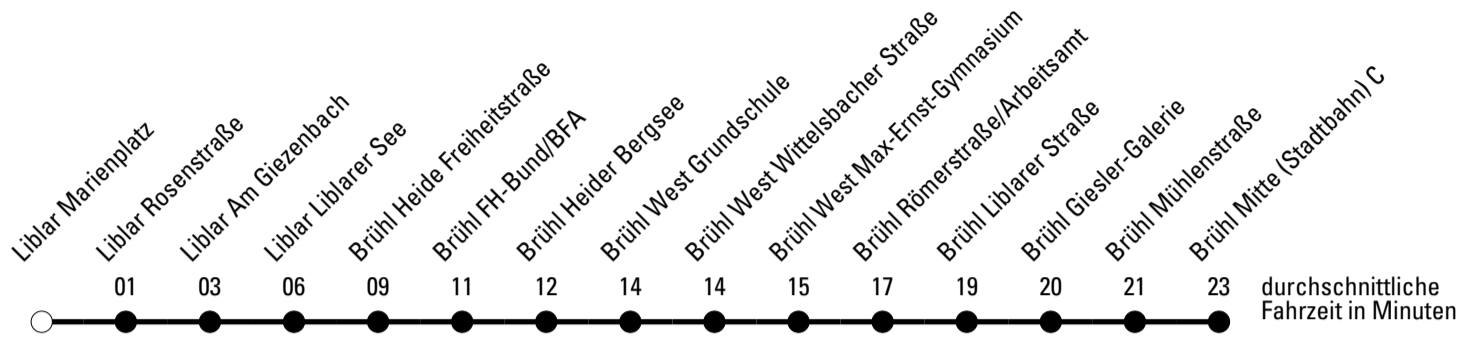 Liblar Marienplatz
Liblar Rosenstraße
Liblar Am Giezenbach
Liblar Liblarer See
Brühl Heide Freiheitstraße
Brühl FH-Bund/BFA
Brühl Heider Bergsee
Brühl West Grundschule
Brühl West Wittelsbacher Straße
Brühl West Max-Ernst-Gymnasium
Brühl Römerstraße/Arbeitsamt
Brühl Liblarer Straße
Brühl Giesler-Galerie
Brühl Mühlenstraße
Brühl Mitte (Stadtbahn) C
01 03 06 09 11 12 14 14 15 17 19 20 21 23
durchschnittliche
Fahrzeit in Minuten